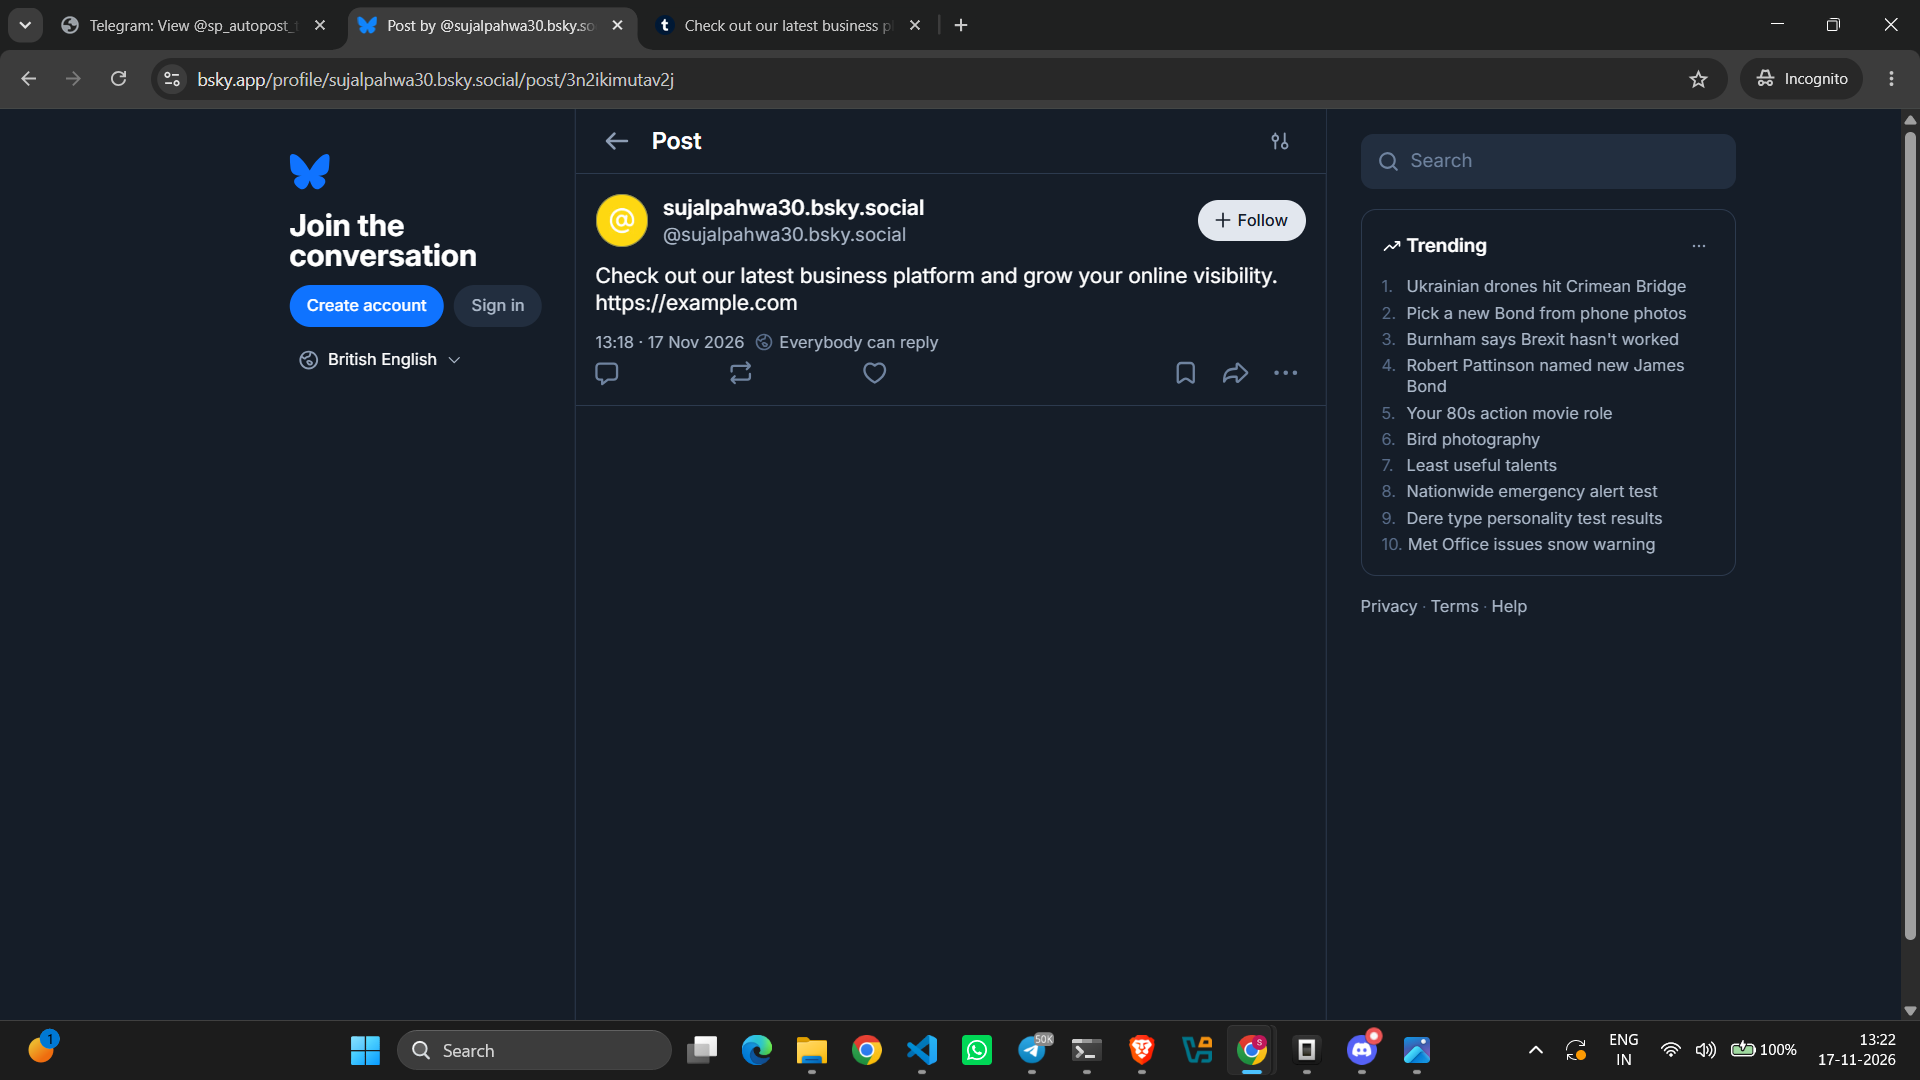 Telegram: View @sp_autopost_t
Post by @sujalpahwa30.bsky.so
t
Check out our latest business p
bsky.app/profile/sujalpahwa30.bsky.social/post/3n2ikimutav2j
Incognito
Join the
conversation
Create account
Sign in
British English
Post
@
sujalpahwa30.bsky.social
@sujalpahwa30.bsky.social
+ Follow
Check out our latest business platform and grow your online visibility.
https://example.com
13:18 · 17 Nov 2026
Everybody can reply
Search
Trending
1. Ukrainian drones hit Crimean Bridge
2. Pick a new Bond from phone photos
3. Burnham says Brexit hasn't worked
4. Robert Pattinson named new James
Bond
5. Your 80s action movie role
6. Bird photography
7. Least useful talents
8. Nationwide emergency alert test
9. Dere type personality test results
10. Met Office issues snow warning
Privacy · Terms · Help
1
Search
50K
S
ENG
IN
100%
13:22
17-11-2026